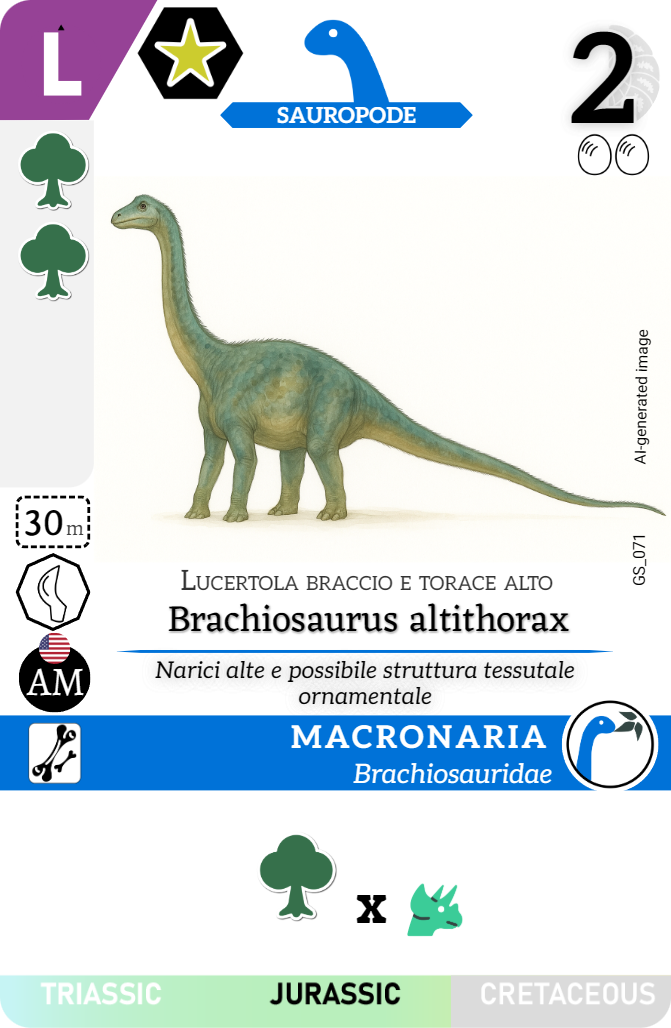 L
SAUROPODE
2
AI-generated image
30 m
GS_071
LUCERTOLA BRACCIO E TORACE ALTO
Brachiosaurus altithorax
AM
Narici alte e possibile struttura tessutale
ornamentale
MACRONARIA
Brachiosauridae
x
TRIASSIC JURASSIC CRETACEOUS